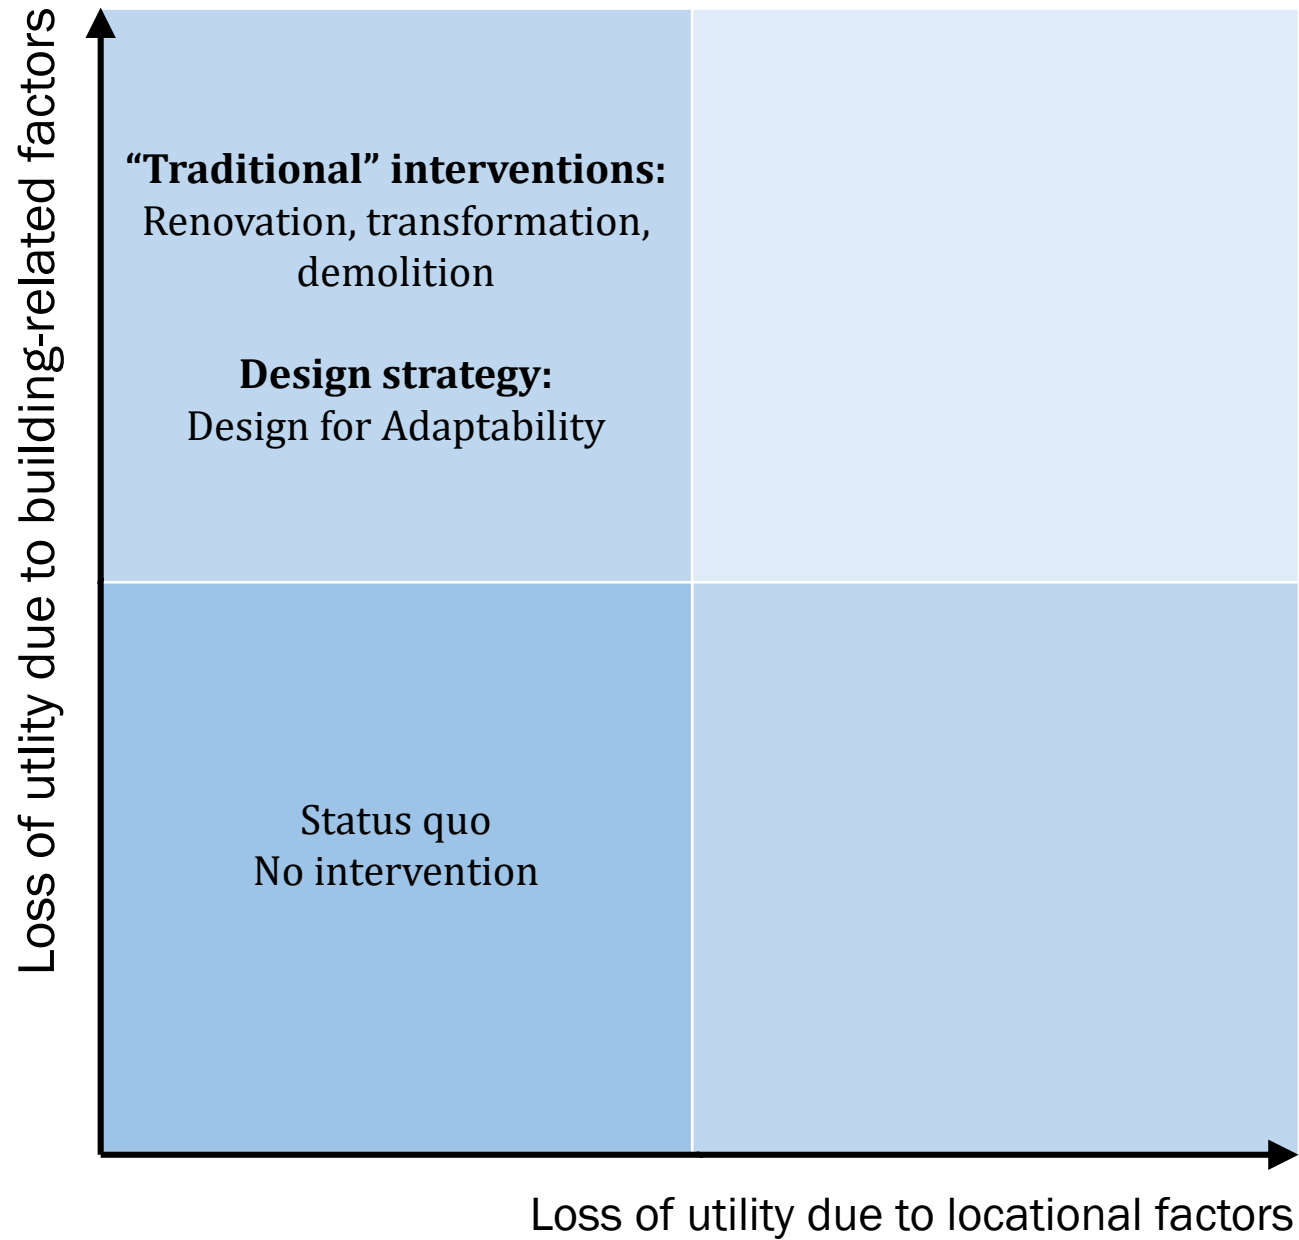 Loss of utlity due to building-related factors
“Traditional” interventions:
Renovation, transformation,
demolition
Design strategy:
Design for Adaptability
Status quo
No intervention
Loss of utility due to locational factors